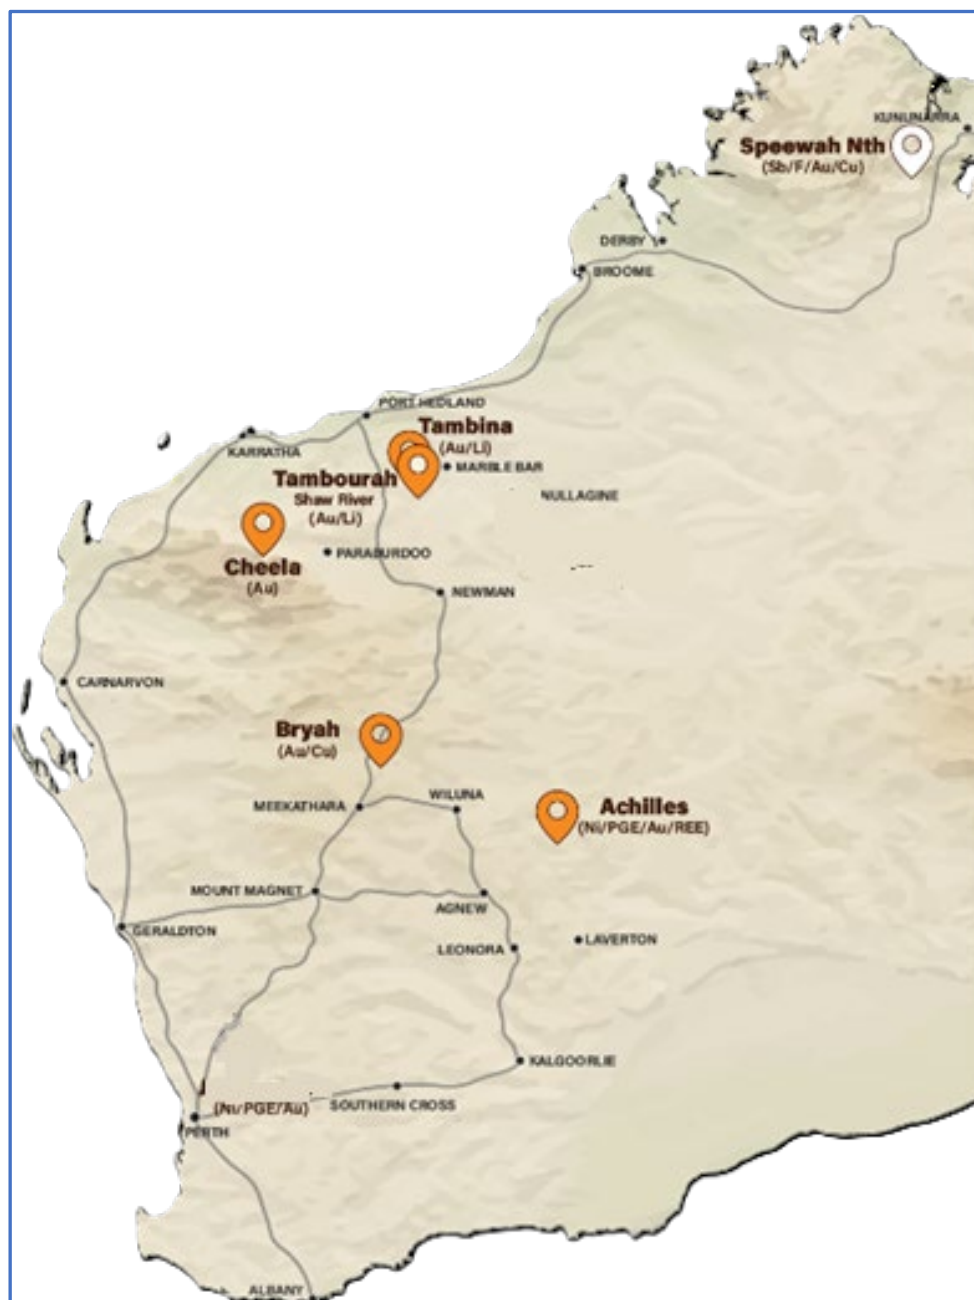 KUNUNARRA
Speewah Nth
(Sb/F/Au/Cu)
DERBY
BROOME
PORT HEDLAND
KARRATHA
Tambina
(Au/Li)
MARBLE BAR
Tambourah
Shaw River
(Au/Li)
NULLAGINE
Cheela
(Au)
PARABURDOO
NEWMAN
CARNARVON
Bryah
(Au/Cu)
MEEKATHARA
WILUNA
Achilles
(Ni/PGE/Au/REE)
MOUNT MAGNET
AGNEW
GERALDTON
LEONORA
LAVERTON
KALGOORLIE
(Ni/PGE/Au)
SOUTHERN CROSS
PERTH
ALBANY